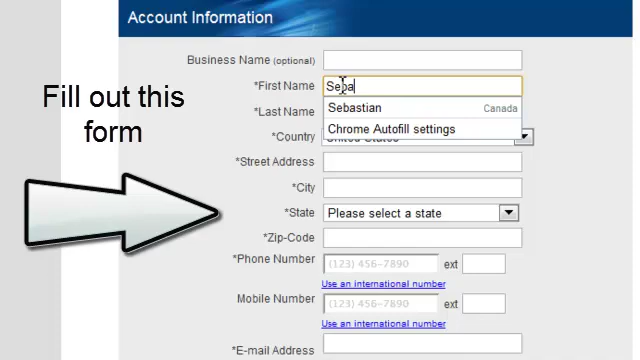 Account Information
Business Name (optional)
Fill out this
form
*First Name Seba
Sebastian Canada
Chrome Autofill settings
*Last Name
*Country United States
*Street Address
*City
*State Please select a state
*Zip-Code
*Phone Number (123) 456-7890 ext
Use an international number
Mobile Number (123) 456-7890 ext
Use an international number
*E-mail Address